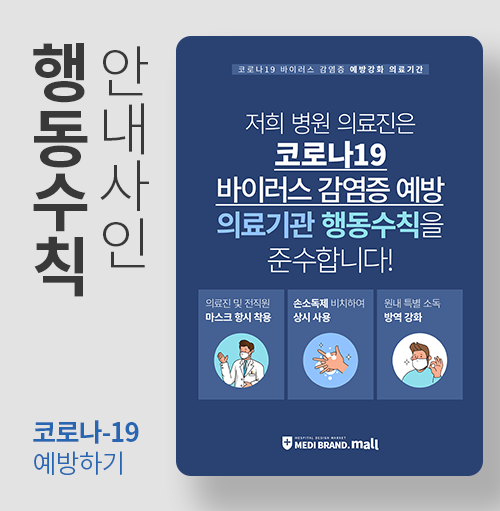 행동수칙
안내사인
코로나19 바이러스 감염증 예방강화 의료기간
저희 병원 의료진은
코로나19
바이러스 감염증 예방
의료기관 행동수칙을
준수합니다!
의료진 및 전직원
마스크 항시 착용
손소독제 비치하여
상시 사용
원내 특별 소독
방역 강화
HOSPITAL DESIGN MARKET
MEDI BRAND. mall
코로나-19
예방하기